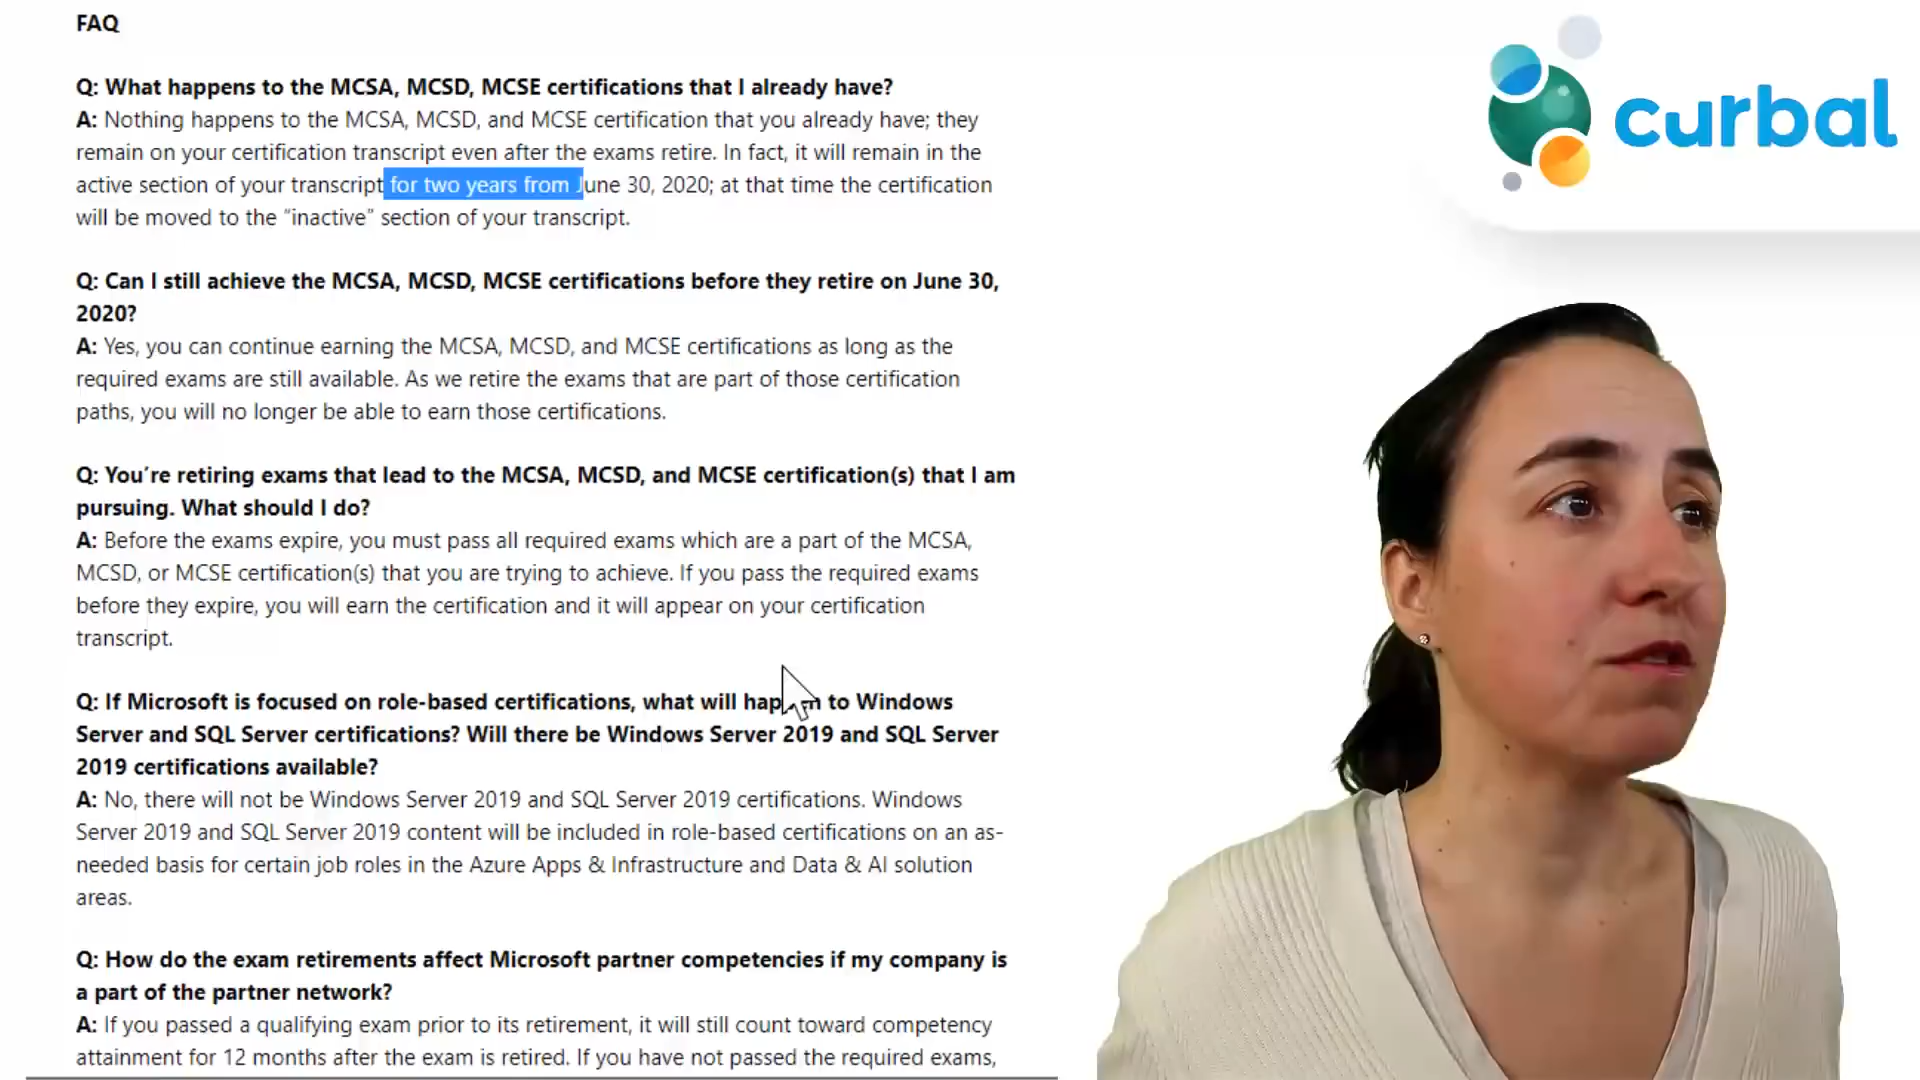 FAQ
Q: What happens to the MCSA, MCSD, MCSE certifications that I already have?
A: Nothing happens to the MCSA, MCSD, and MCSE certification that you already have; they
remain on your certification transcript even after the exams retire. In fact, it will remain in the
active section of your transcript for two years from June 30, 2020; at that time the certification
will be moved to the “inactive” section of your transcript.
Q: Can I still achieve the MCSA, MCSD, MCSE certifications before they retire on June 30,
2020?
A: Yes, you can continue earning the MCSA, MCSD, and MCSE certifications as long as the
required exams are still available. As we retire the exams that are part of those certification
paths, you will no longer be able to earn those certifications.
Q: You’re retiring exams that lead to the MCSA, MCSD, and MCSE certification(s) that I am
pursuing. What should I do?
A: Before the exams expire, you must pass all required exams which are a part of the MCSA,
MCSD, or MCSE certification(s) that you are trying to achieve. If you pass the required exams
before they expire, you will earn the certification and it will appear on your certification
transcript.
Q: If Microsoft is focused on role-based certifications, what will happen to Windows
Server and SQL Server certifications? Will there be Windows Server 2019 and SQL Server
2019 certifications available?
A: No, there will not be Windows Server 2019 and SQL Server 2019 certifications. Windows
Server 2019 and SQL Server 2019 content will be included in role-based certifications on an as-
needed basis for certain job roles in the Azure Apps & Infrastructure and Data & AI solution
areas.
Q: How do the exam retirements affect Microsoft partner competencies if my company is
a part of the partner network?
A: If you passed a qualifying exam prior to its retirement, it will still count toward competency
attainment for 12 months after the exam is retired. If you have not passed the required exams,
curbal